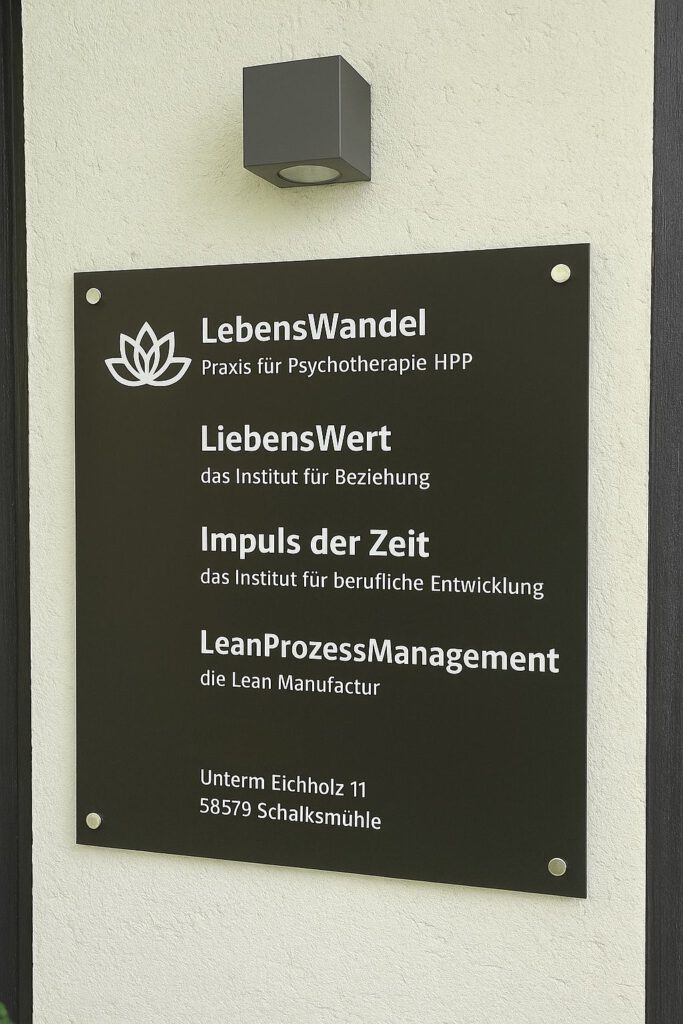 LebensWandel
Praxis für Psychotherapie HPP
LiebensWert
das Institut für Beziehung
Impuls der Zeit
das Institut für berufliche Entwicklung
LeanProzessManagement
die Lean Manufactur
Unterm Eichholz 11
58579 Schalksmühle